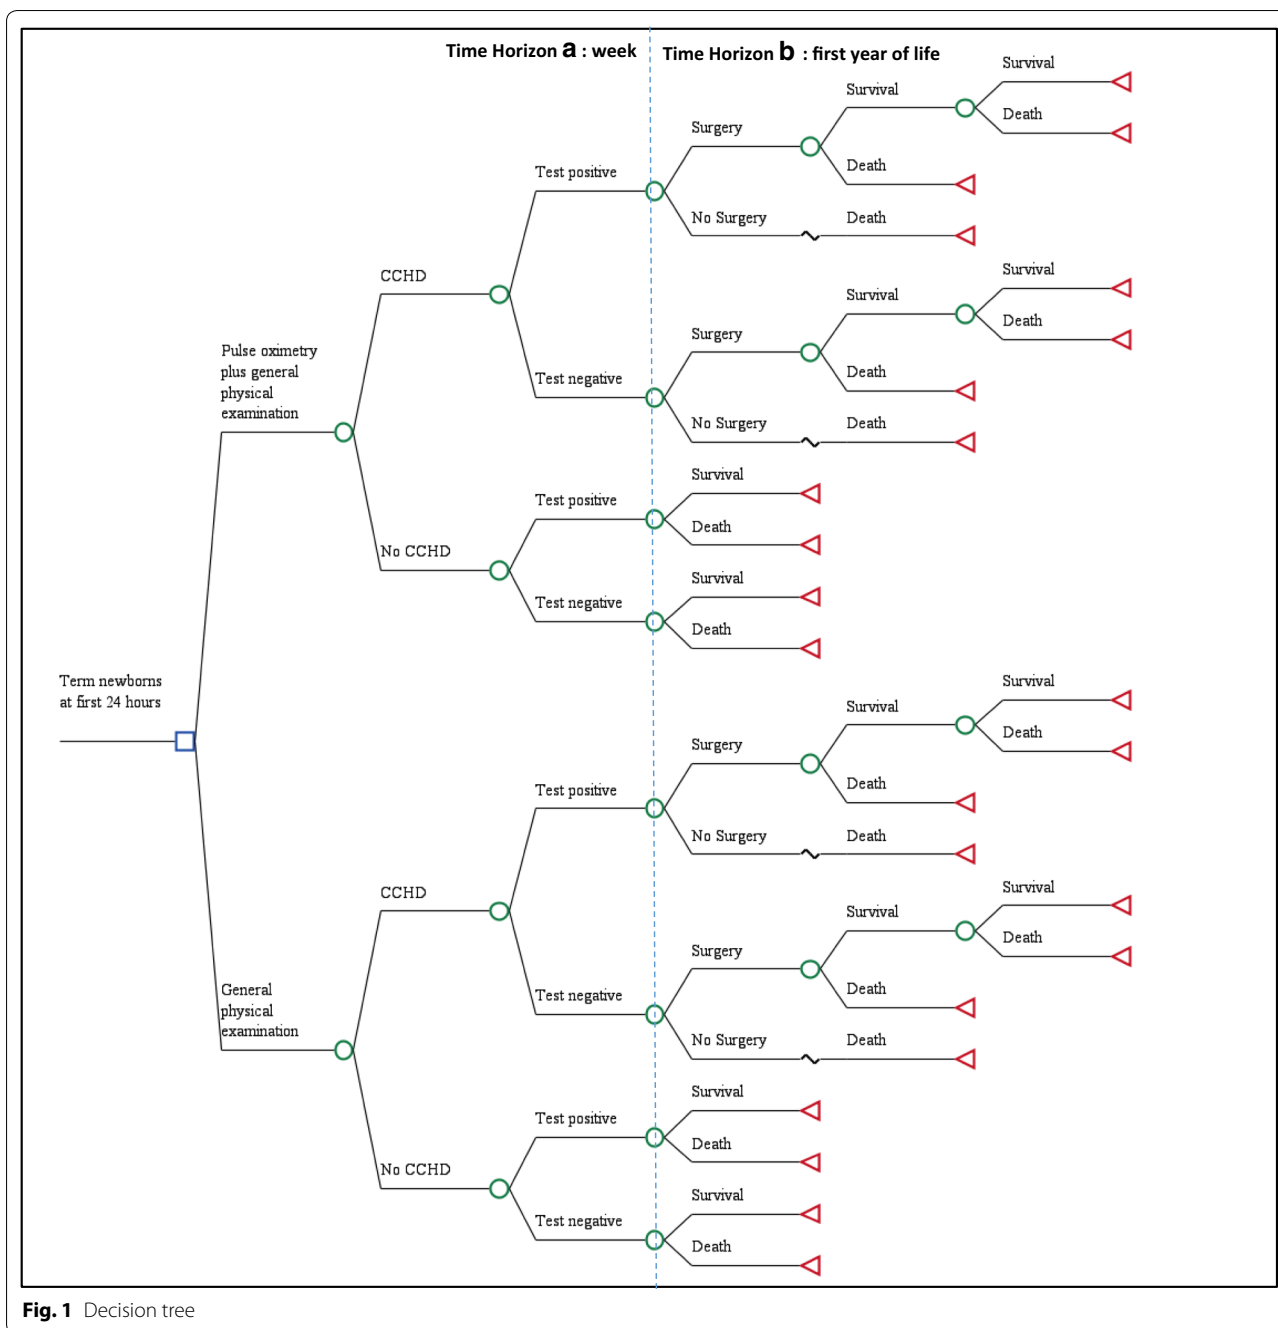 Time Horizon a : week
Time Horizon b : first year of life
Survival
Survival
Death
Surgery
Death
Test positive
No Surgery
Death
CCHD
Survival
Survival
Death
Surgery
Death
Test negative
No Surgery
Death
Pulse oximetry
plus general
physical
examination
Survival
Test positive
Death
No CCHD
Survival
Test negative
Death
Term newborns
at first 24 hours
Survival
Survival
Death
Surgery
Death
Test positive
No Surgery
Death
CCHD
Survival
Survival
Death
Surgery
Death
Test negative
No Surgery
Death
General
physical
examination
Survival
Test positive
Death
No CCHD
Survival
Test negative
Death
Fig. 1 Decision tree